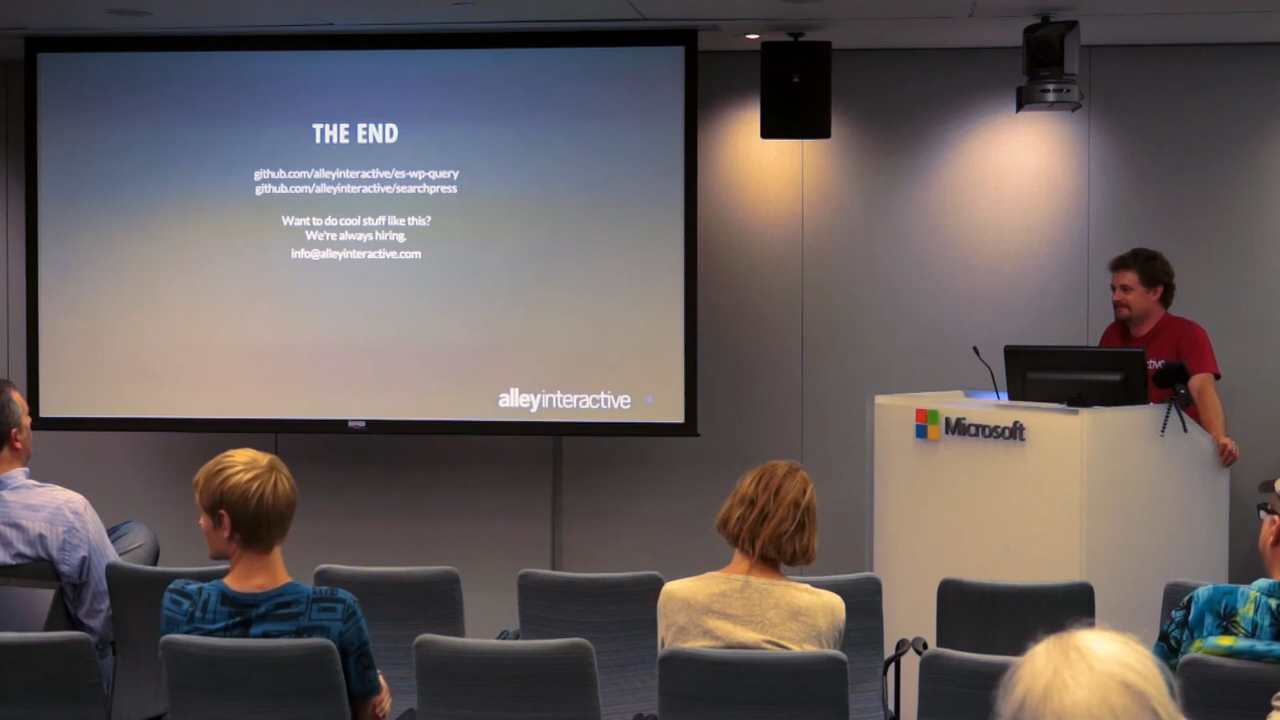 THE END
github.com/alleyinteractive/es-wp-query
github.com/alleyinteractive/searchpress
Want to do cool stuff like this?
We're always hiring.
info@alleyinteractive.com
alleyinteractive
Microsoft